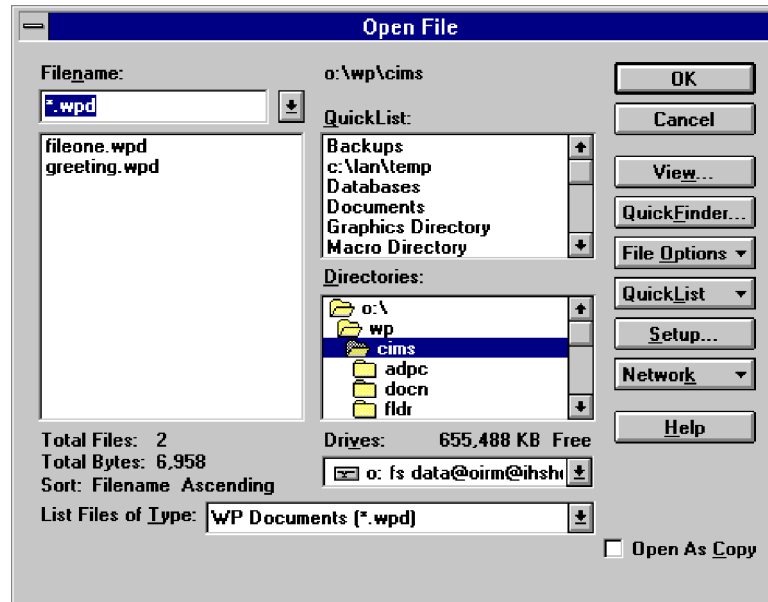 Open File
Filename:
*.wpd
fileone.wpd
greeting.wpd
Total Files: 2
Total Bytes: 6,958
Sort: Filename Ascending
List Files of Type: WP Documents (*.wpd)
o:\wp\cims
QuickList:
Backups
c:\lan\temp
Databases
Documents
Graphics Directory
Macro Directory
Directories:
o:\
wp
cims
adpc
docn
fldr
Drives: 655,488 KB Free
o: fs data@oirm@
OK
Cancel
View...
QuickFinder...
File Options
QuickList
Setup...
Network
Help
Open As Copy